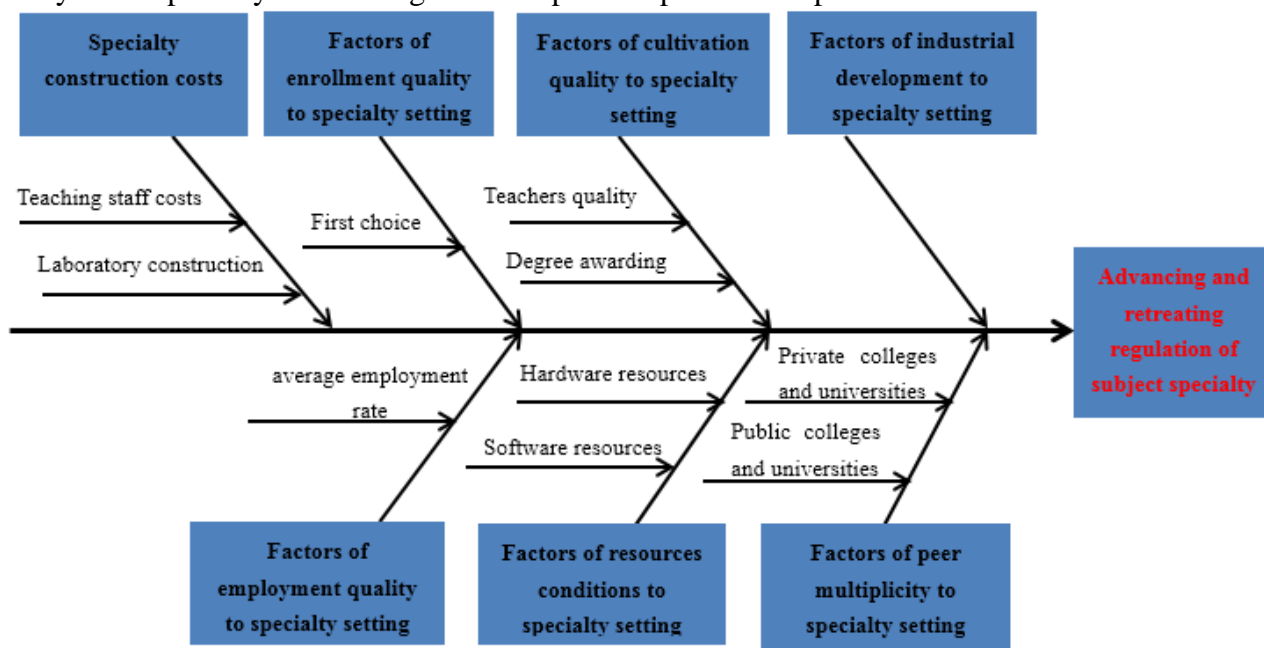 Specialty
construction costs
Factors of
enrollment quality
to specialty setting
Factors of cultivation
quality to specialty
setting
Factors of industrial
development to
specialty setting
Teaching staff costs
Laboratory construction
First choice
Teachers quality
Degree awarding
Advancing and
retreating
regulation of
subject specialty
average employment
rate
Hardware resources
Software resources
Private colleges
and universities
Public colleges
and universities
Factors of
employment quality
to specialty setting
Factors of resources
conditions to
specialty setting
Factors of peer
multiplicity to
specialty setting